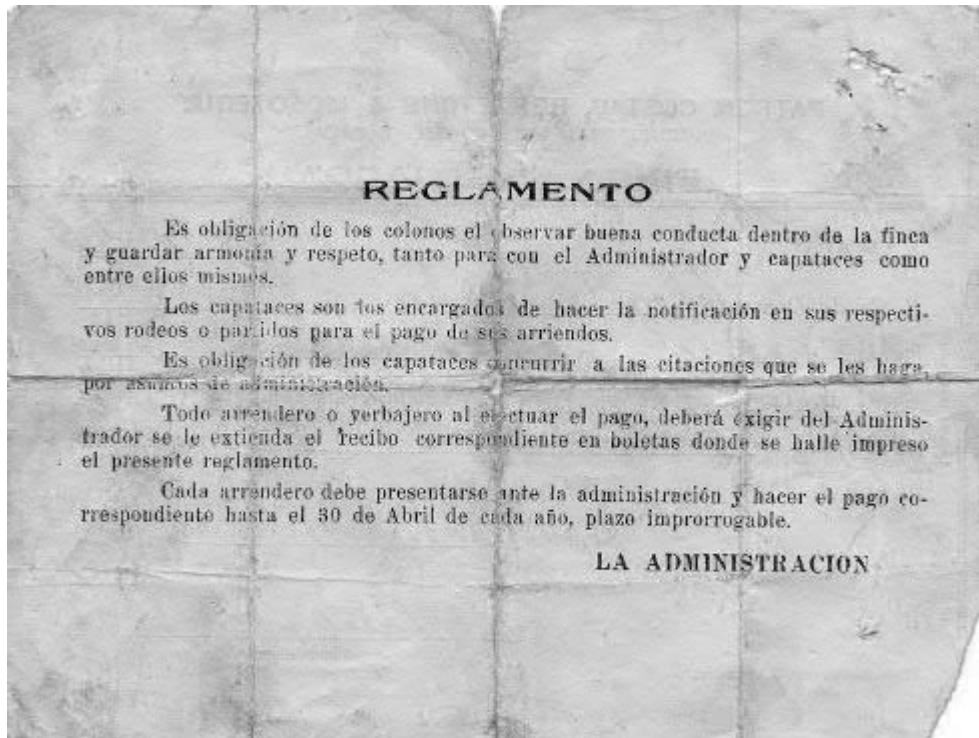 REGLAMENTO
Es obligación de los colonos el observar buena conducta dentro de la finca
y guardar armonía y respeto, tanto para con el Administrador y capataces como
entre ellos mismos.
Los capataces son los encargados de hacer la notificación en sus respecti-
vos rodeos o partidos para el pago de sus arriendos.
Es obligación de los capataces concurrir a las citaciones que se les haga,
por asuntos de administración.
Todo arrendero o yerbajero al efectuar el pago, deberá exigir del Adminis-
trador se le extienda el recibo correspondiente en boletas donde se halle impreso
el presente reglamento.
Cada arrendero debe presentarse ante la administración y hacer el pago co-
rrespondiente hasta el 30 de Abril de cada año, plazo improrrogable.
LA ADMINISTRACION